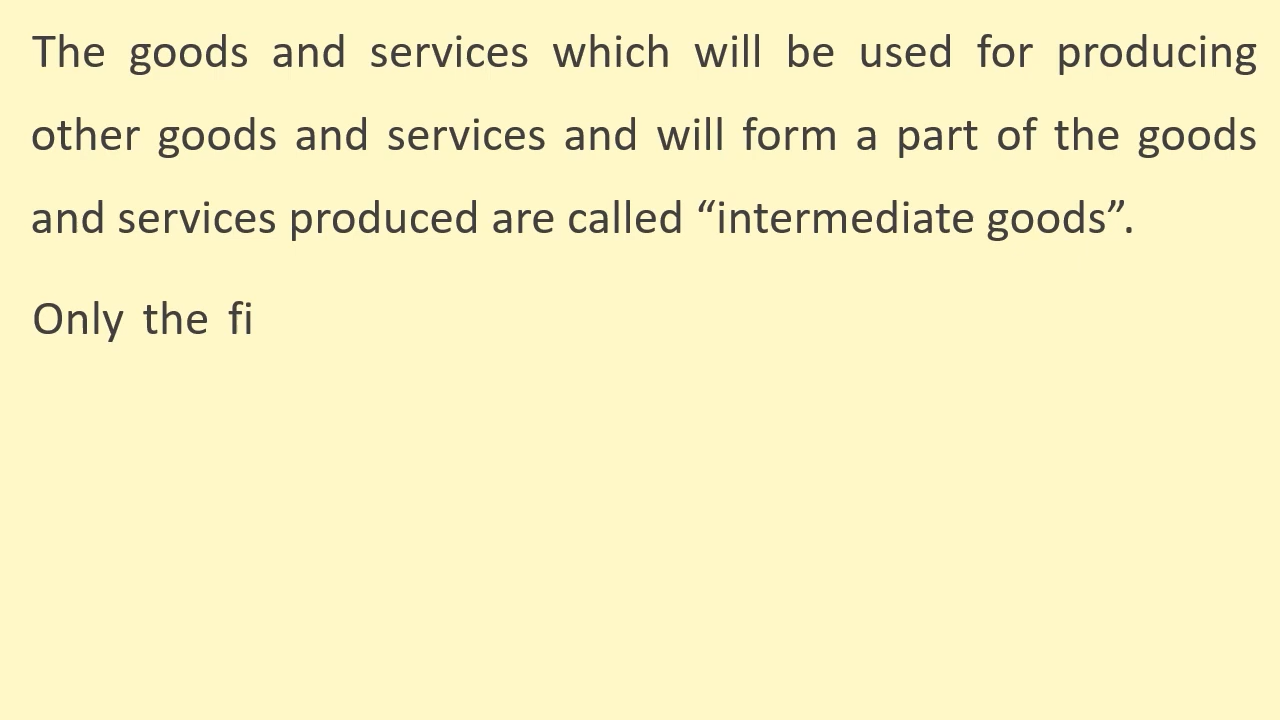 The goods and services which will be used for producing
other goods and services and will form a part of the goods
and services produced are called “intermediate goods”.
Only the fi